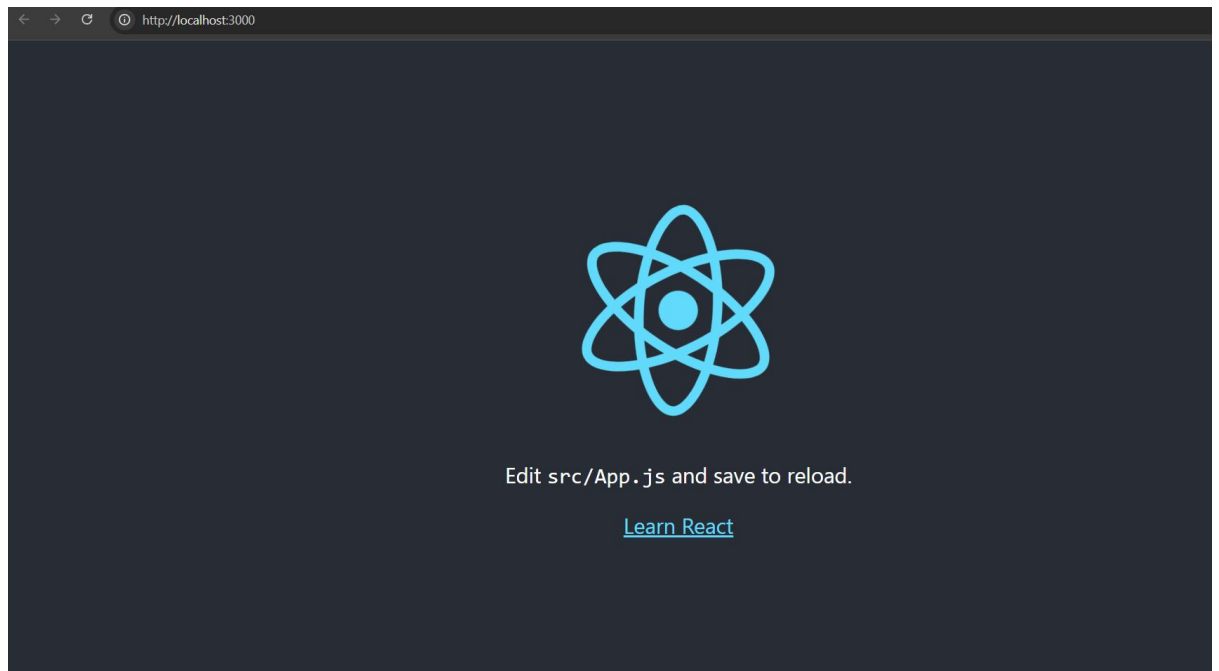 http://localhost:3000
Edit src/App.js and save to reload.
Learn React